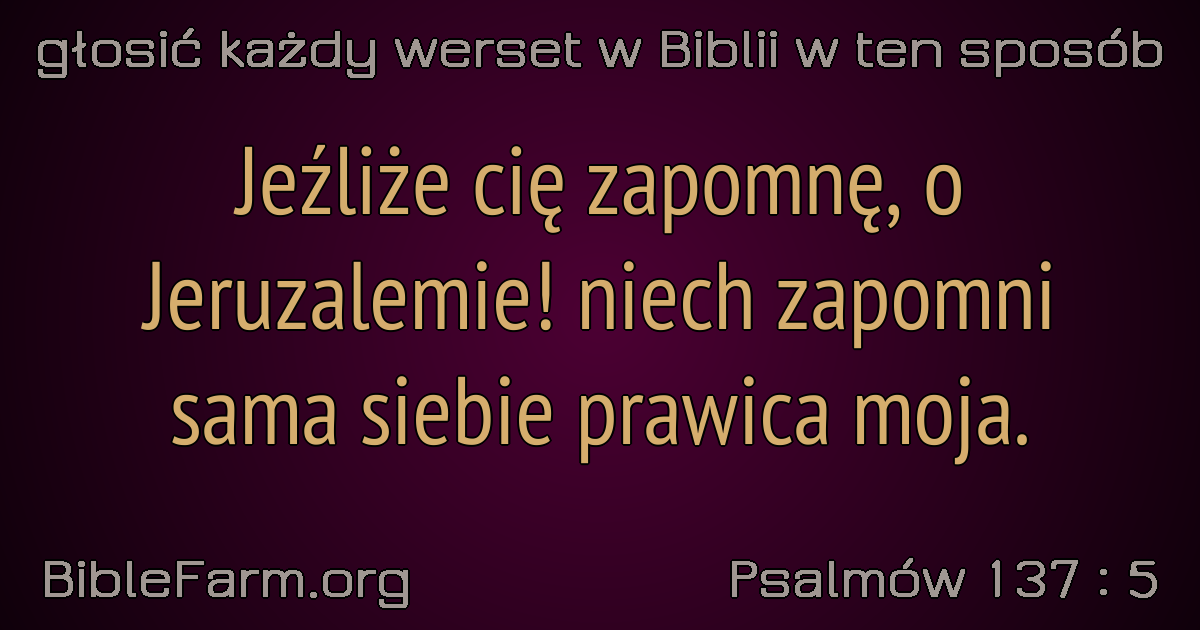 głosić każdy werset w Biblii w ten sposób
Jeźliże cię zapomnę, o
Jeruzalemie! niech zapomni
sama siebie prawica moja.
BibleFarm.org
Psalmów 137 : 5